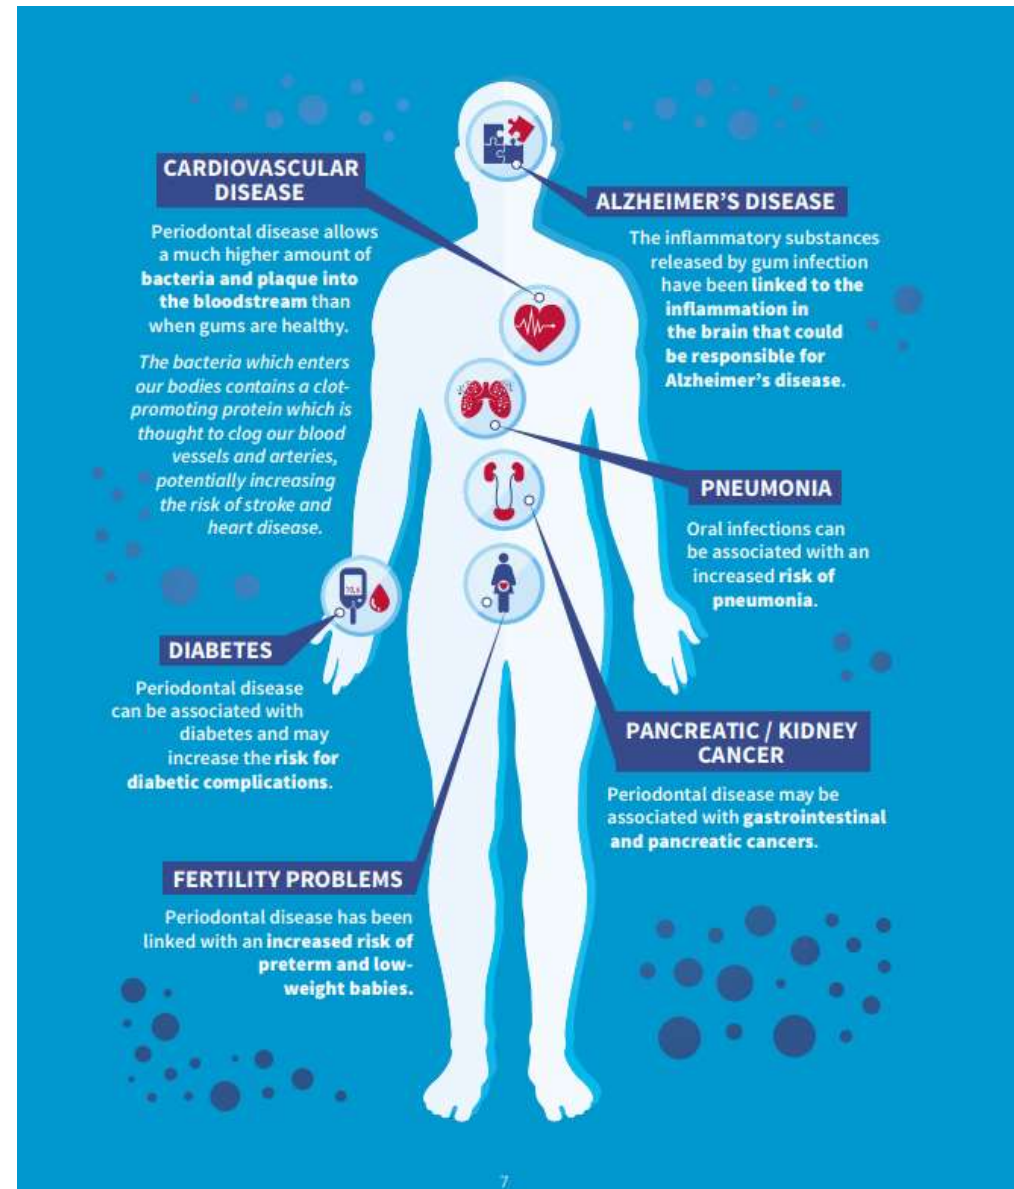 CARDIOVASCULAR
DISEASE
Periodontal disease allows
a much higher amount of
bacteria and plaque into
the bloodstream than
when gums are healthy.
The bacteria which enters
our bodies contains a clot-
promoting protein which is
thought to clog our blood
vessels and arteries,
potentially increasing
the risk of stroke and
heart disease.
ALZHEIMER'S DISEASE
The inflammatory substances
released by gum infection
have been linked to the
inflammation in
the brain that could
be responsible for
Alzheimer's disease.
PNEUMONIA
Oral infections can
be associated with an
increased risk of
pneumonia.
DIABETES
Periodontal disease
can be associated with
diabetes and may
increase the risk for
diabetic complications.
PANCREATIC / KIDNEY
CANCER
Periodontal disease may be
associated with gastrointestinal
and pancreatic cancers.
FERTILITY PROBLEMS
Periodontal disease has been
linked with an increased risk of
preterm and low-
weight babies.
7